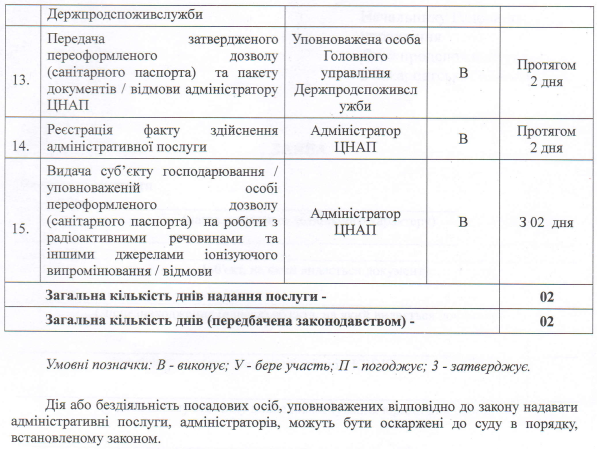 Держпродспоживслужби
13.
Передача затвердженого
переоформленого дозволу
(санітарного паспорта) та пакету
документів / відмови адміністратору
ЦНАП
Уповноважена особа
Головного
управління
Держпродспоживсл
ужби
В
Протягом
2 дня
14.
Реєстрація факту здійснення
адміністративної послуги
Адміністратор
ЦНАП
В
Протягом
2 дня
15.
Видача суб’єкту господарювання /
уповноваженій особі
переоформленого дозволу
(санітарного паспорта) на роботи з
радіоактивними речовинами та
іншими джерелами іонізуючого
випромінювання / відмови
Адміністратор
ЦНАП
В
З 02 дня
Загальна кількість днів надання послуги - 02
Загальна кількість днів (передбачена законодавством) - 02
Умовні позначки: В - виконує; У - бере участь; П - погоджує; З - затверджує.
Дія або бездіяльність посадових осіб, уповноважених відповідно до закону надавати
адміністративні послуги, адміністраторів, можуть бути оскаржені до суду в порядку,
встановленому законом.